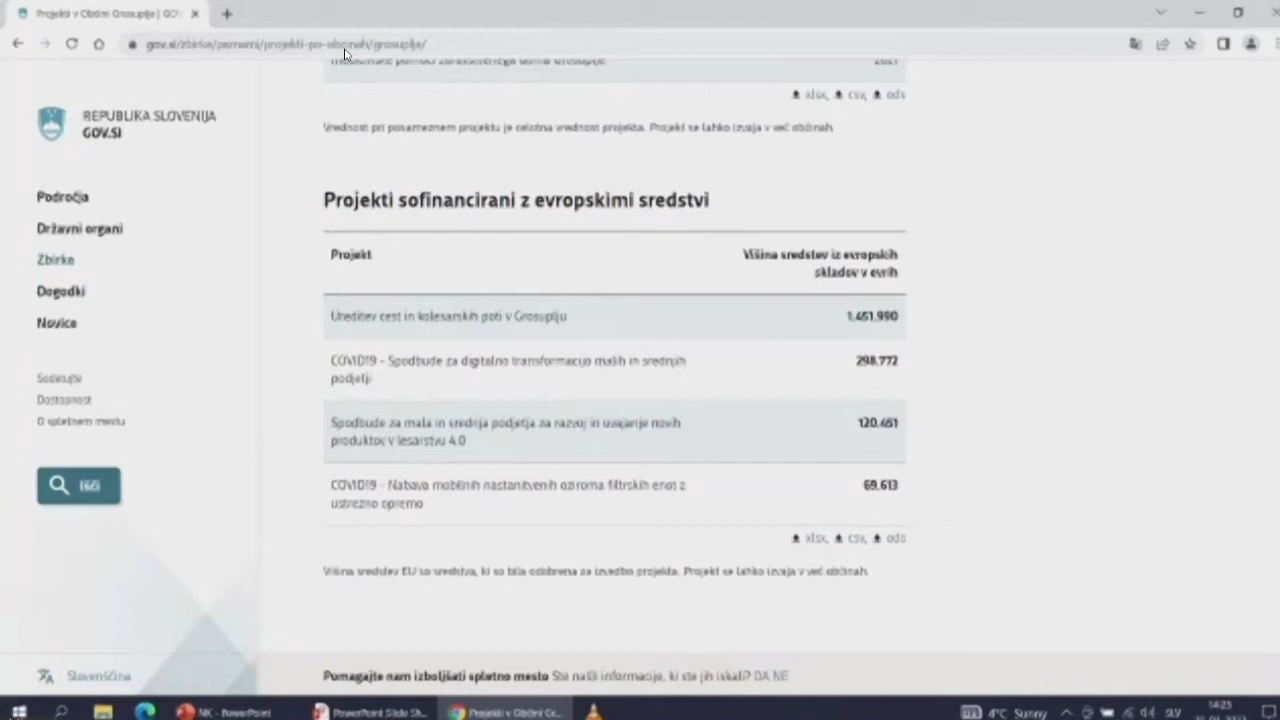 Projekti v Občini Grosuplje | GOV.
gov.si/zbirke/seznami/projekti-po-obcinah/grosuplje/
xlsx, csv, ods
Vrednost pri posameznem projektu je celotna vrednost projekta. Projekt se lahko izvaja v več občinah.
REPUBLIKA SLOVENIJA
GOV.SI
Področja
Državni organi
Zbirke
Dogodki
Novice
Sodelujte
Dostopnost
O spletnem mestu
Išči
Projekti sofinancirani z evropskimi sredstvi
Projekt
Višina sredstev iz evropskih
skladov v evrih
Ureditev cest in kolesarskih poti v Grosuplju
1.451.990
COVID19 - Spodbude za digitalno transformacijo malih in srednjih
podjetij
298.772
Spodbude za mala in srednja podjetja za razvoj in uvajanje novih
produktov v lesarstvu 4.0
120.451
COVID19 - Nabava mobilnih nastanitvenih oziroma filtrskih enot z
ustrezno opremo
69.613
xlsx, csv, ods
Višina sredstev EU so sredstva, ki so bila odobrena za izvedbo projekta. Projekt se lahko izvaja v več občinah.
Slovenščina
Pomagajte nam izboljšati spletno mesto Ste našli informacije, ki ste jih iskali? DA NE
NK - PowerPoint
PowerPoint Slide Sh...
Projekti v Občini Gr...
4°C Sunny
SLV
14:23